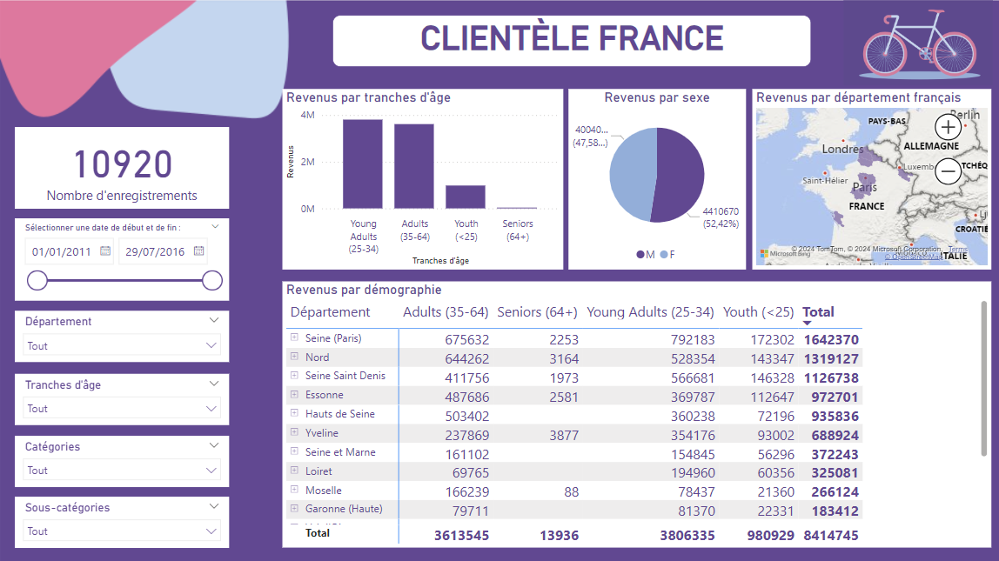 CLIENTÈLE FRANCE
10920
Nombre d'enregistrements
Sélectionner une date de début et de fin :
01/01/2011 29/07/2016
Département
Tout
Tranches d'âge
Tout
Catégories
Tout
Sous-catégories
Tout
Revenus par tranches d'âge
4M
2M
0M
Revenus
Young Adults (25-34)
Adults (35-64)
Youth (<25)
Seniors (64+)
Tranches d'âge
Revenus par sexe
40040...
(47,58...)
4410670
(52,42%)
M F
Revenus par département français
PAYS-BAS
Berlin
Londres
ALLEMAGNE
Luxemb
TCHÉQ
Saint-Hélier
Paris
FRANCE
CROATIE
ITALIE
Microsoft Bing
© 2024 TomTom, © 2024 Microsoft Corporation, Terms
© OpenStreetMap
Revenus par démographie
Département Adults (35-64) Seniors (64+) Young Adults (25-34) Youth (<25) Total
Seine (Paris) 675632 2253 792183 172302 1642370
Nord 644262 3164 528354 143347 1319127
Seine Saint Denis 411756 1973 566681 146328 1126738
Essonne 487686 2581 369787 112647 972701
Hauts de Seine 503402 360238 72196 935836
Yveline 237869 3877 354176 93002 688924
Seine et Marne 161102 154845 56296 372243
Loiret 69765 194960 60356 325081
Moselle 166239 88 78437 21360 266124
Garonne (Haute) 79711 81370 22331 183412
Total 3613545 13936 3806335 980929 8414745